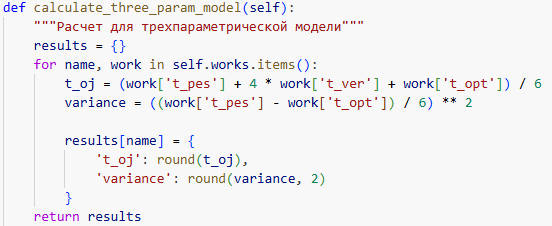 def calculate_three_param_model(self):
    """Расчет для трехпараметрической модели"""
    results = {}
    for name, work in self.works.items():
        t_oj = (work['t_pes'] + 4 * work['t_ver'] + work['t_opt']) / 6
        variance = ((work['t_pes'] - work['t_opt']) / 6) ** 2

        results[name] = {
            't_oj': round(t_oj),
            'variance': round(variance, 2)
        }
    return results